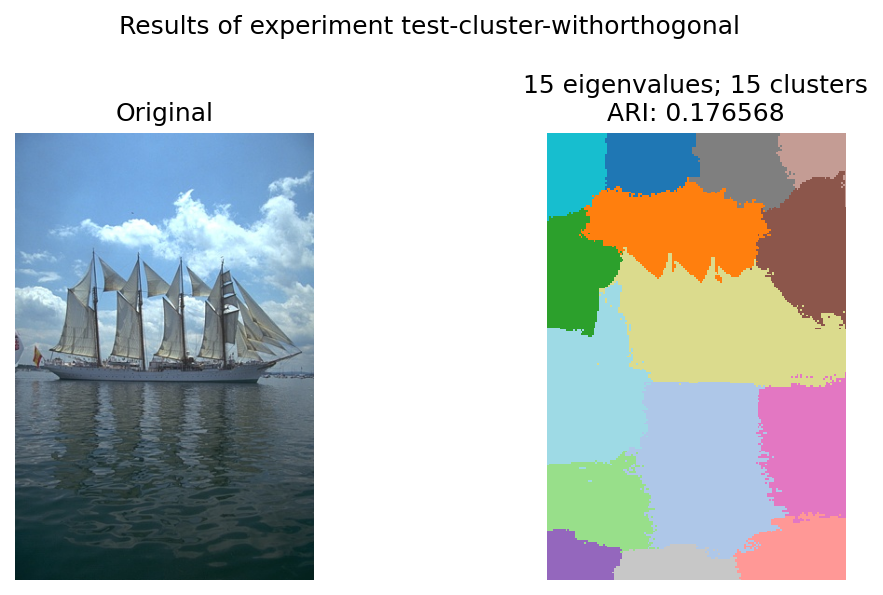 Results of experiment test-cluster-withorthogonal
Original
15 eigenvalues; 15 clusters
ARI: 0.176568